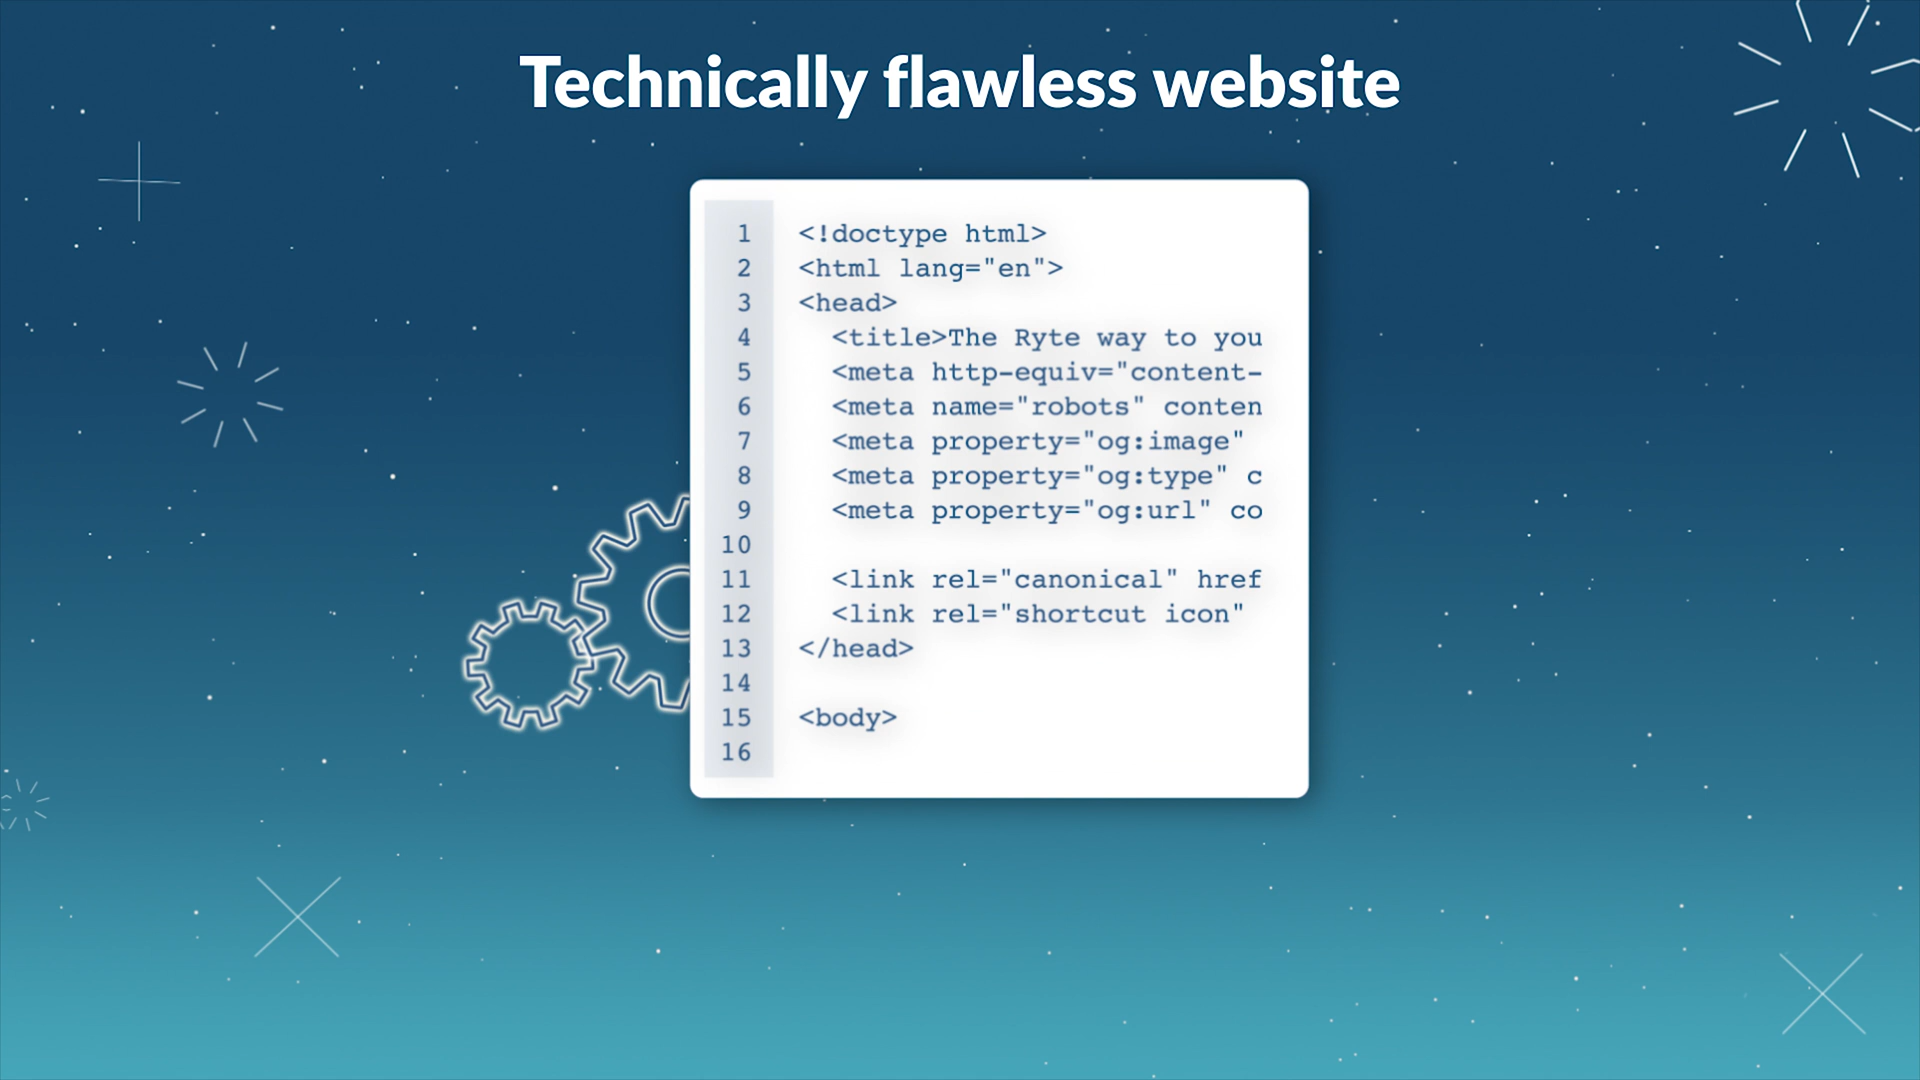 Technically flawless website
1 <!doctype html>
2 <html lang="en">
3 <head>
4 <title>The Ryte way to you
5 <meta http-equiv="content-
6 <meta name="robots" conten
7 <meta property="og:image"
8 <meta property="og:type" c
9 <meta property="og:url" co
10
11 <link rel="canonical" href
12 <link rel="shortcut icon"
13 </head>
14
15 <body>
16